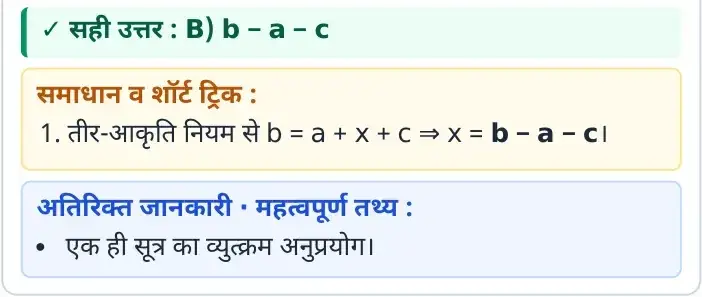 ✓ सही उत्तर : B) b – a – c
समाधान व शॉर्ट ट्रिक :
1. तीर-आकृति नियम से b = a + x + c ⇒ x = b – a – c।
अतिरिक्त जानकारी · महत्वपूर्ण तथ्य :
• एक ही सूत्र का व्युत्क्रम अनुप्रयोग।